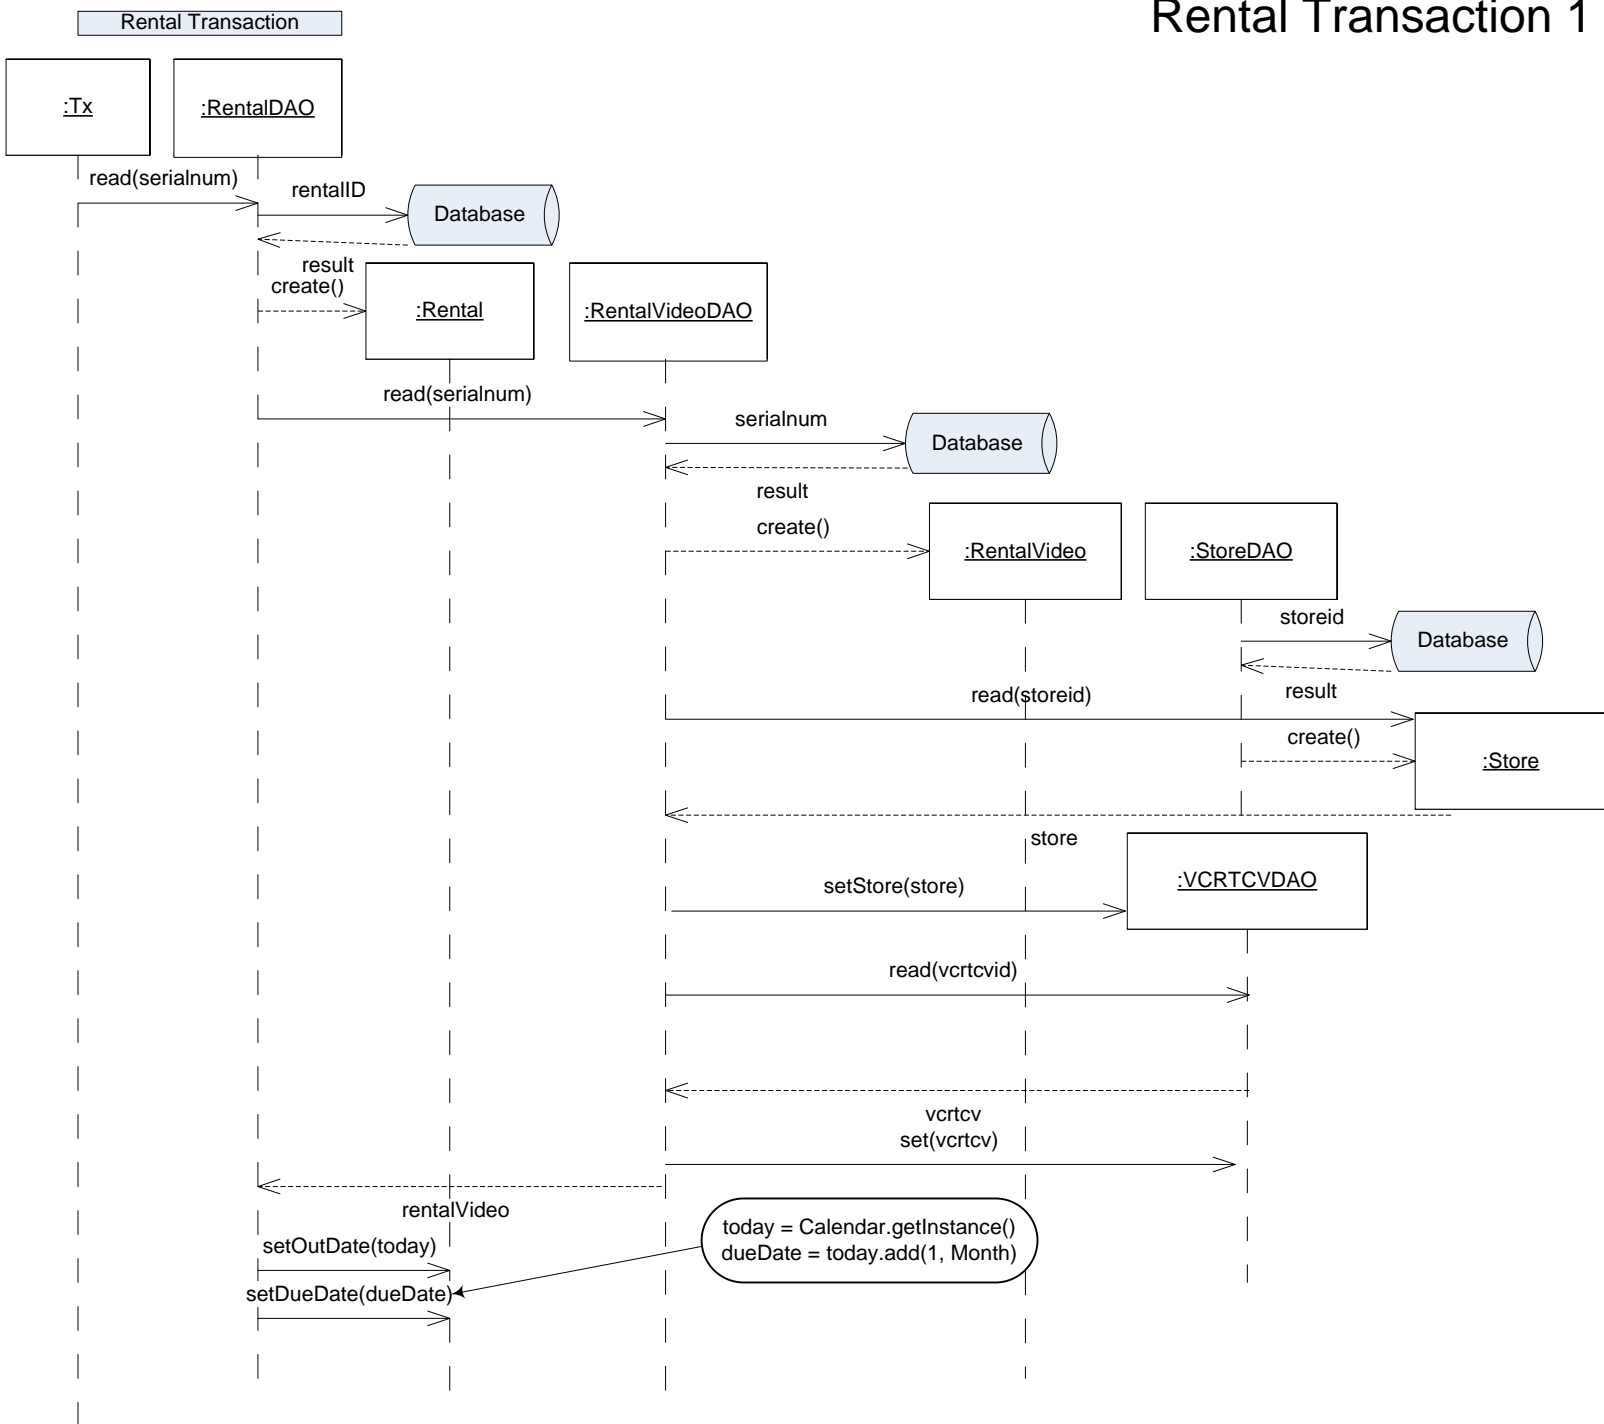 Rental Transaction 1
Rental Transaction
:Tx
:RentalDAO
read(serialnum)
rentalID
Database
result
create()
:Rental
:RentalVideoDAO
read(serialnum)
serialnum
Database
result
create()
:RentalVideo
:StoreDAO
storeid
Database
result
read(storeid)
create()
:Store
store
setStore(store)
:VCRTCVDAO
read(vcrtcvid)
vcrtcv
set(vcrtcv)
rentalVideo
today = Calendar.getInstance()
dueDate = today.add(1, Month)
setOutDate(today)
setDueDate(dueDate)